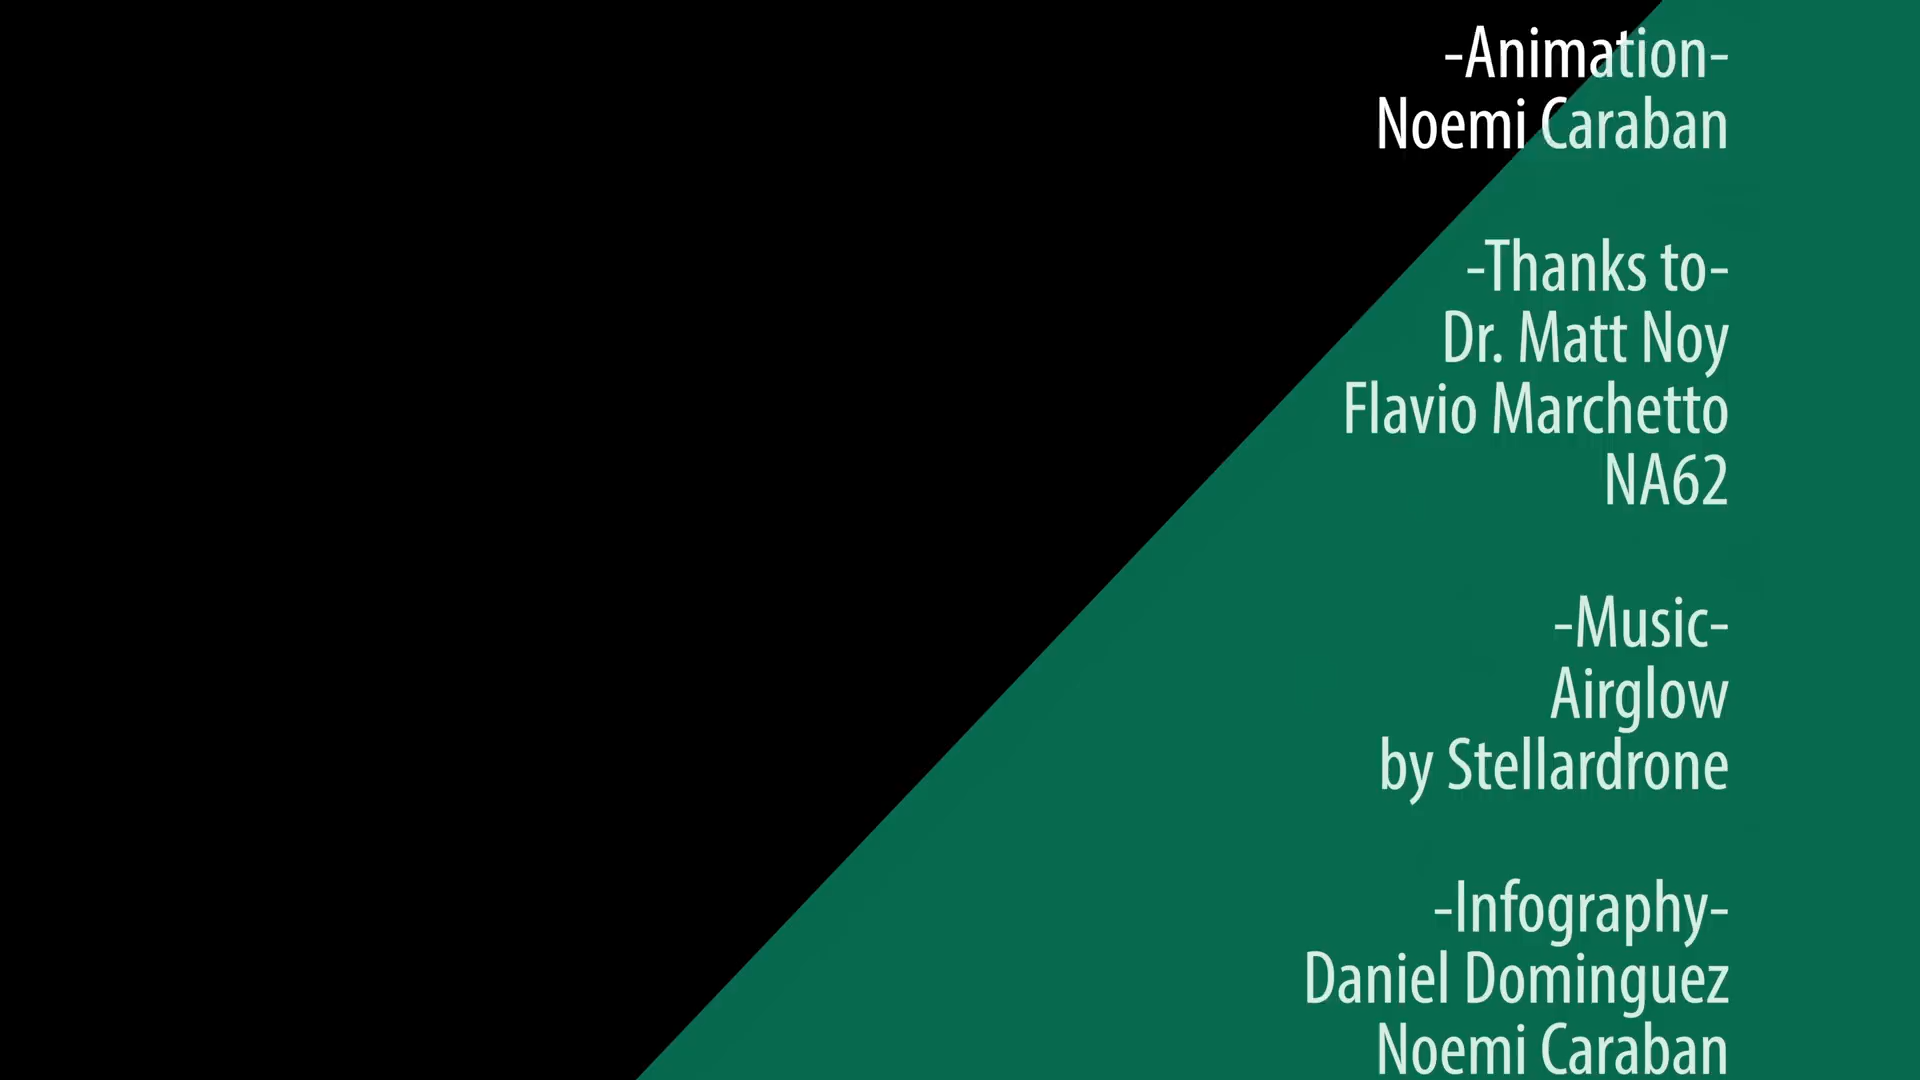 -Animation-
Noemi Caraban
-Thanks to-
Dr. Matt Noy
Flavio Marchetto
NA62
-Music-
Airglow
by Stellardrone
-Infography-
Daniel Dominguez
Noemi Caraban